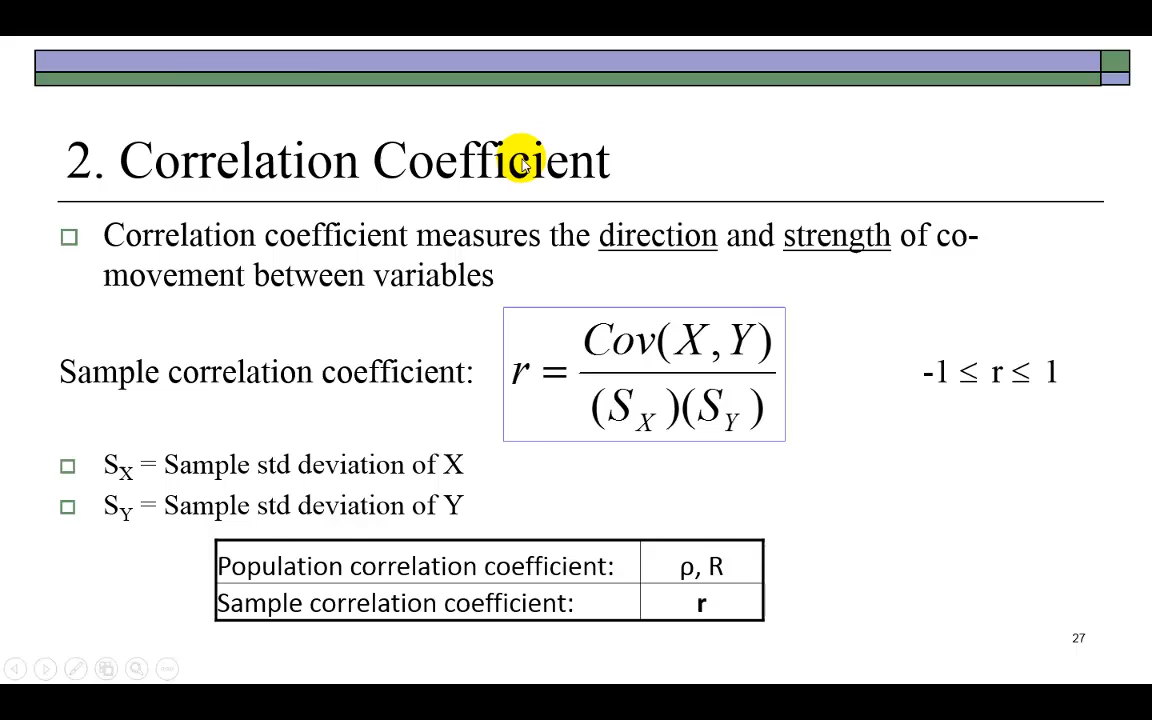 2. Correlation Coefficient
Correlation coefficient measures the direction and strength of co-
movement between variables
Sample correlation coefficient: r = Cov(X,Y) / (S_X)(S_Y) -1 ≤ r ≤ 1
S_X = Sample std deviation of X
S_Y = Sample std deviation of Y
Population correlation coefficient: ρ, R
Sample correlation coefficient: r
27